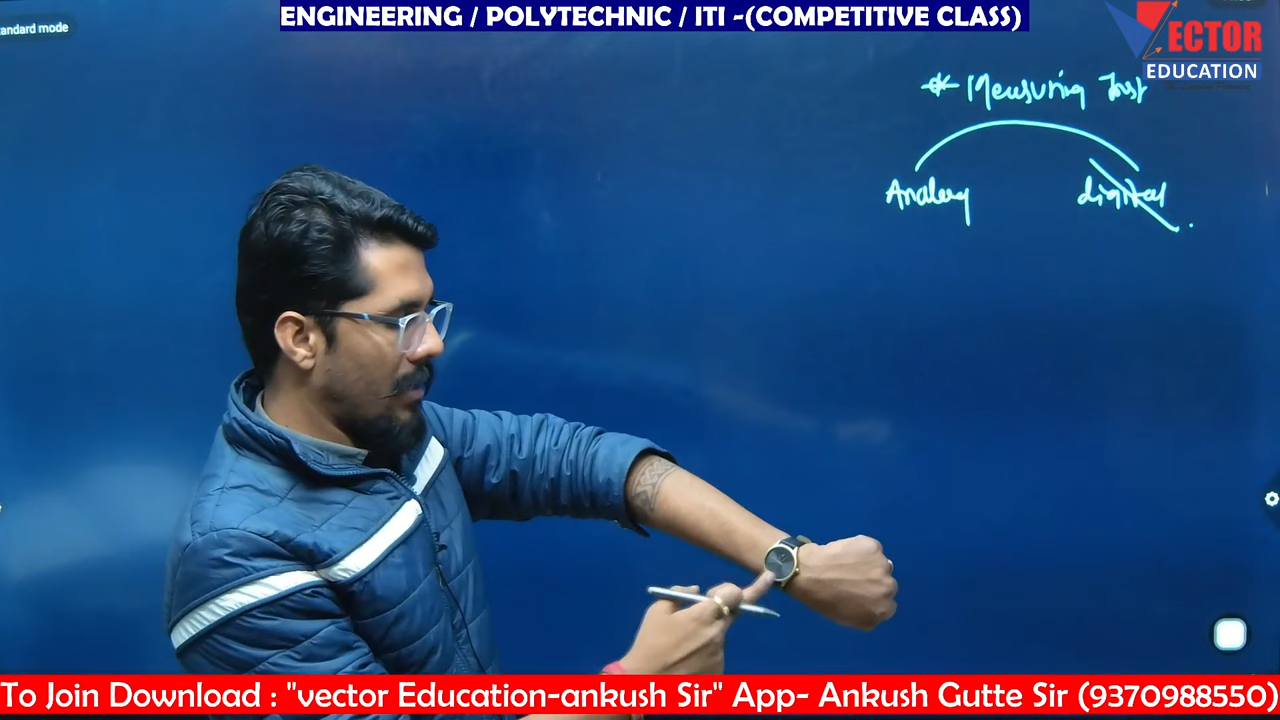 ENGINEERING / POLYTECHNIC / ITI -(COMPETITIVE CLASS)
andard mode
VECTOR
EDUCATION
Measuring Inst
Analog
digital
To Join Download : "vector Education-ankush Sir" App- Ankush Gutte Sir (9370988550)